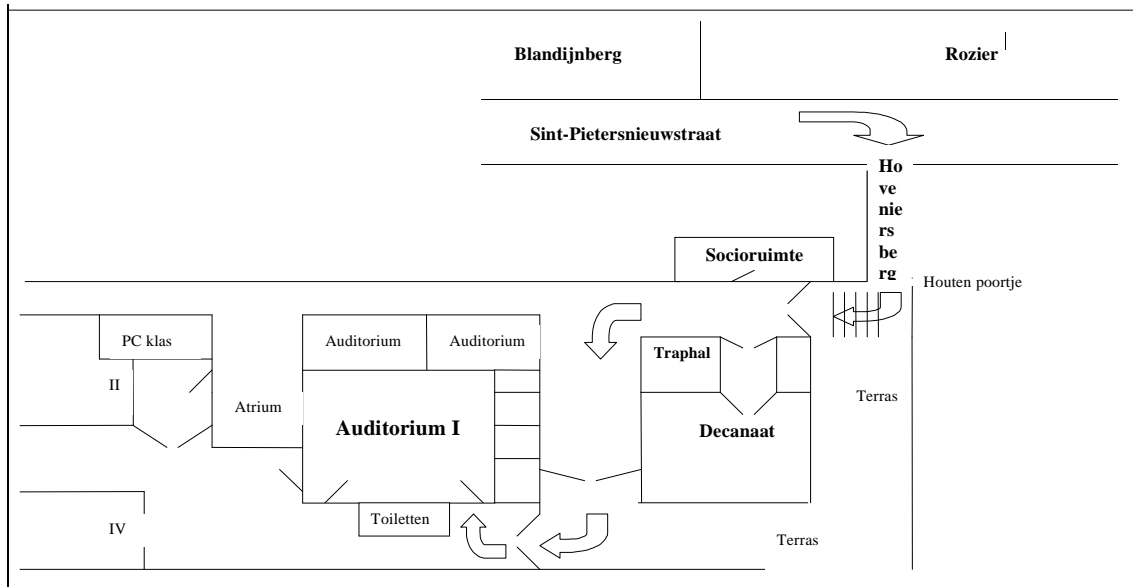 Blandijnberg
Rozier
Sint-Pietersnieuwstraat
Ho
ve
nie
rs
be
rg
Socioruimte
Houten poortje
PC klas
Auditorium
Auditorium
Traphal
II
Atrium
Terras
Auditorium I
Decanaat
Toiletten
IV
Terras